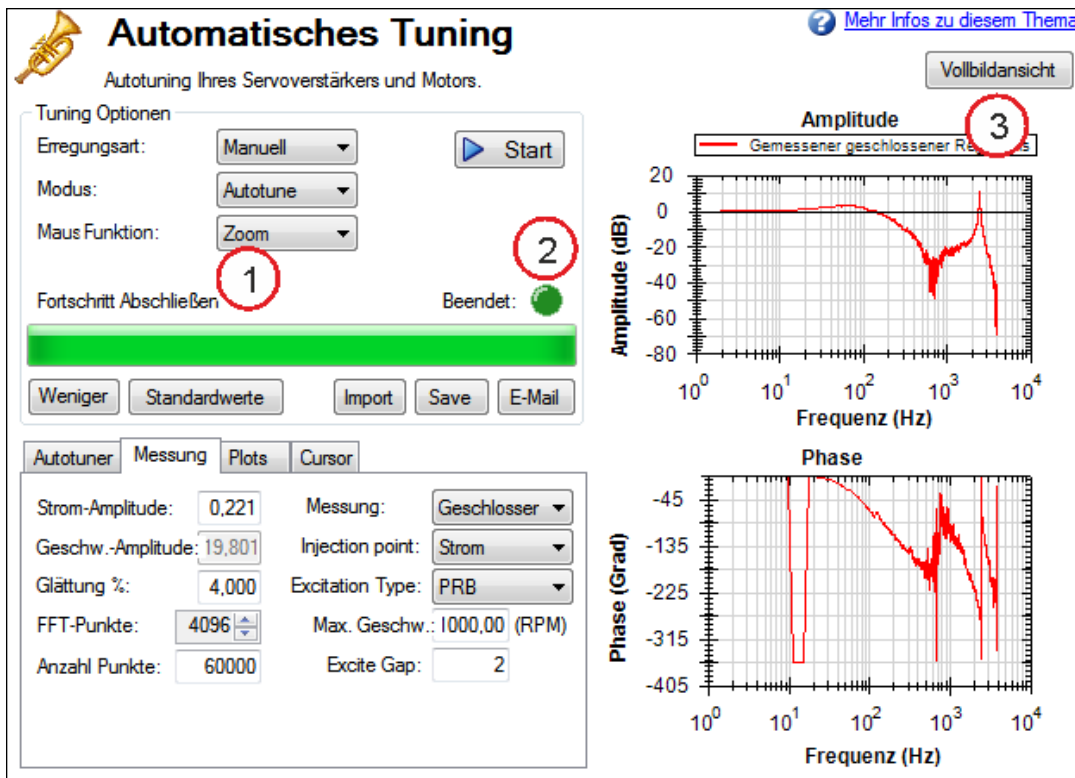 Automatisches Tuning
Autotuning Ihres Servoverstärkers und Motors.
Mehr Infos zu diesem Thema
Vollbildansicht
Tuning Optionen
Erregungsart: Manuell
Start
Modus: Autotune
Maus Funktion: Zoom
1
2
3
Fortschritt Abschließen
Beendet:
Weniger Standardwerte Import Save E-Mail
Autotuner Messung Plots Cursor
Strom-Amplitude: 0,221 Messung: Geschlosser
Geschw.-Amplitude: 19,801 Injection point: Strom
Glättung %: 4,000 Excitation Type: PRB
FFT-Punkte: 4096 Max. Geschw.: 1000,00 (RPM)
Anzahl Punkte: 60000 Excite Gap: 2
Amplitude
Gemessener geschlossener
Amplitude (dB)
20
0
-20
-40
-60
-80
10⁰ 10¹ 10² 10³ 10⁴
Frequenz (Hz)
Phase
Phase (Grad)
-45
-135
-225
-315
-405
10⁰ 10¹ 10² 10³ 10⁴
Frequenz (Hz)